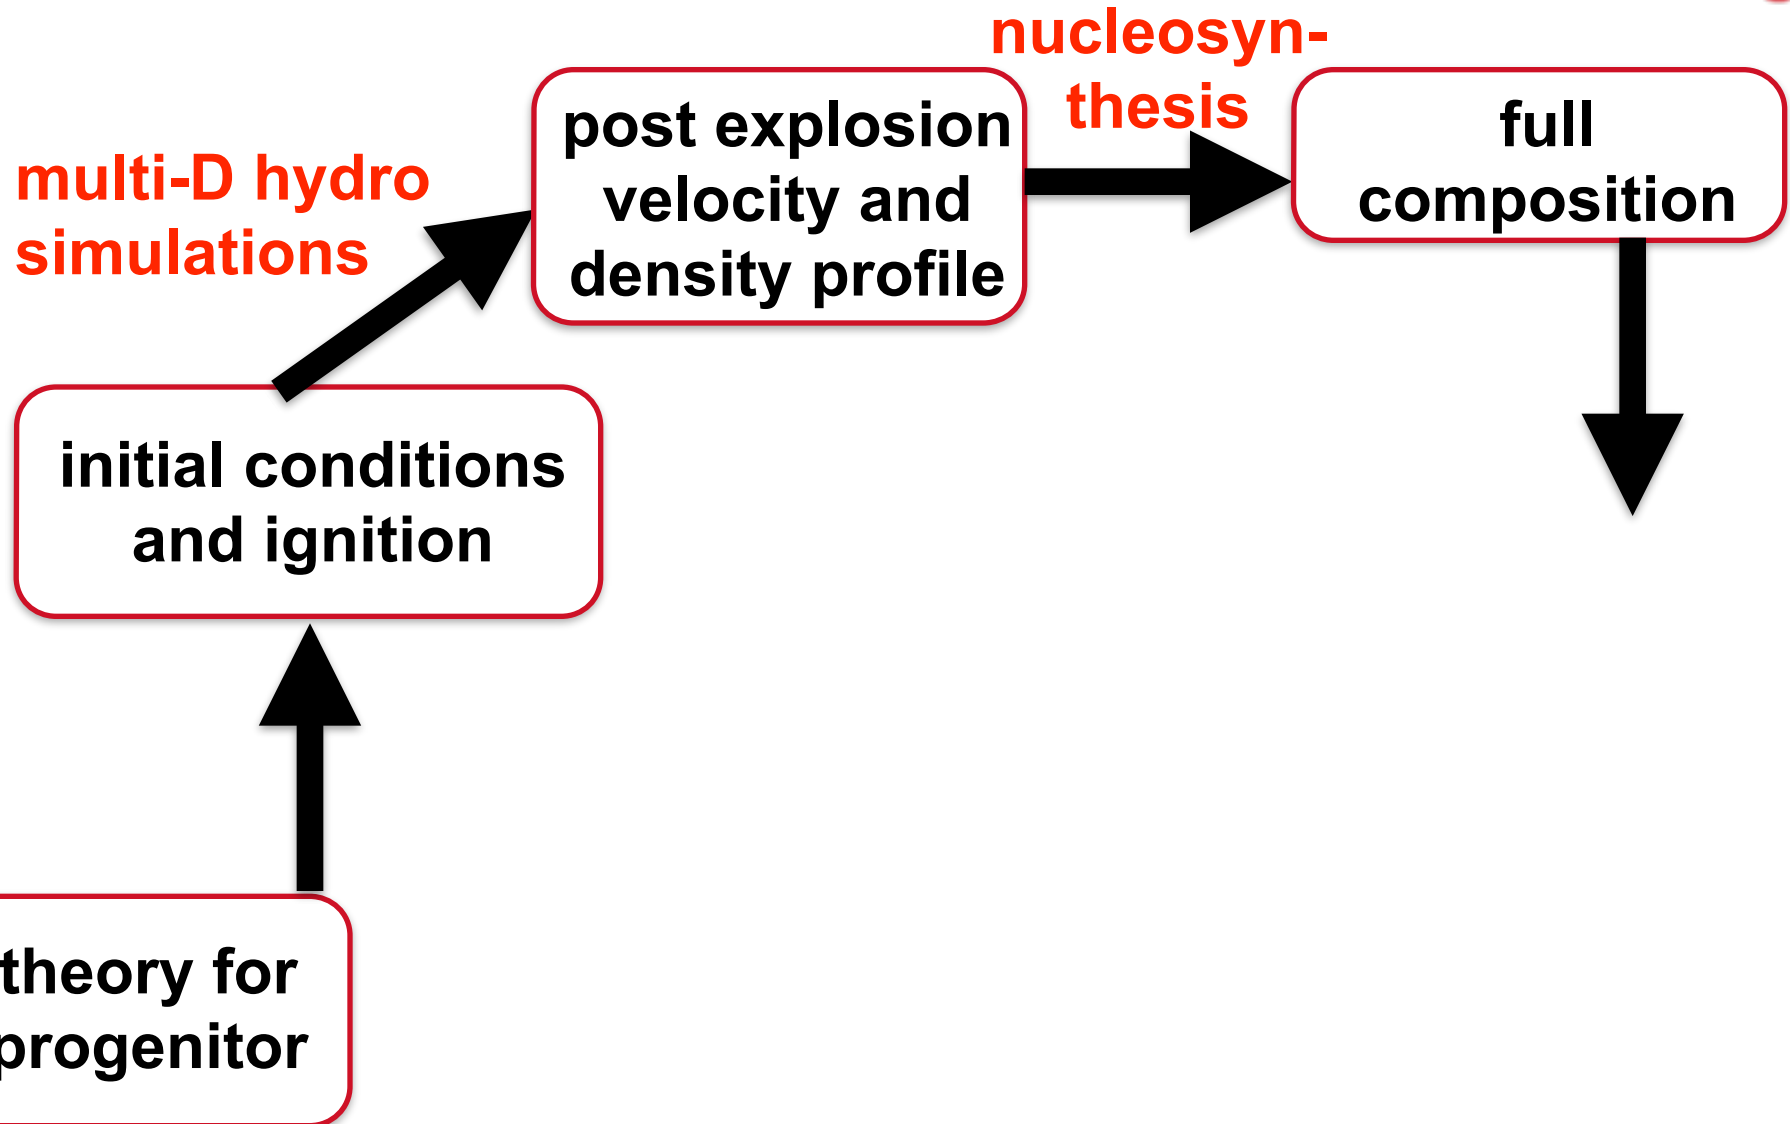 nucleosyn-
thesis
multi-D hydro
simulations
post explosion
velocity and
density profile
full
composition
initial conditions
and ignition
theory for
progenitor